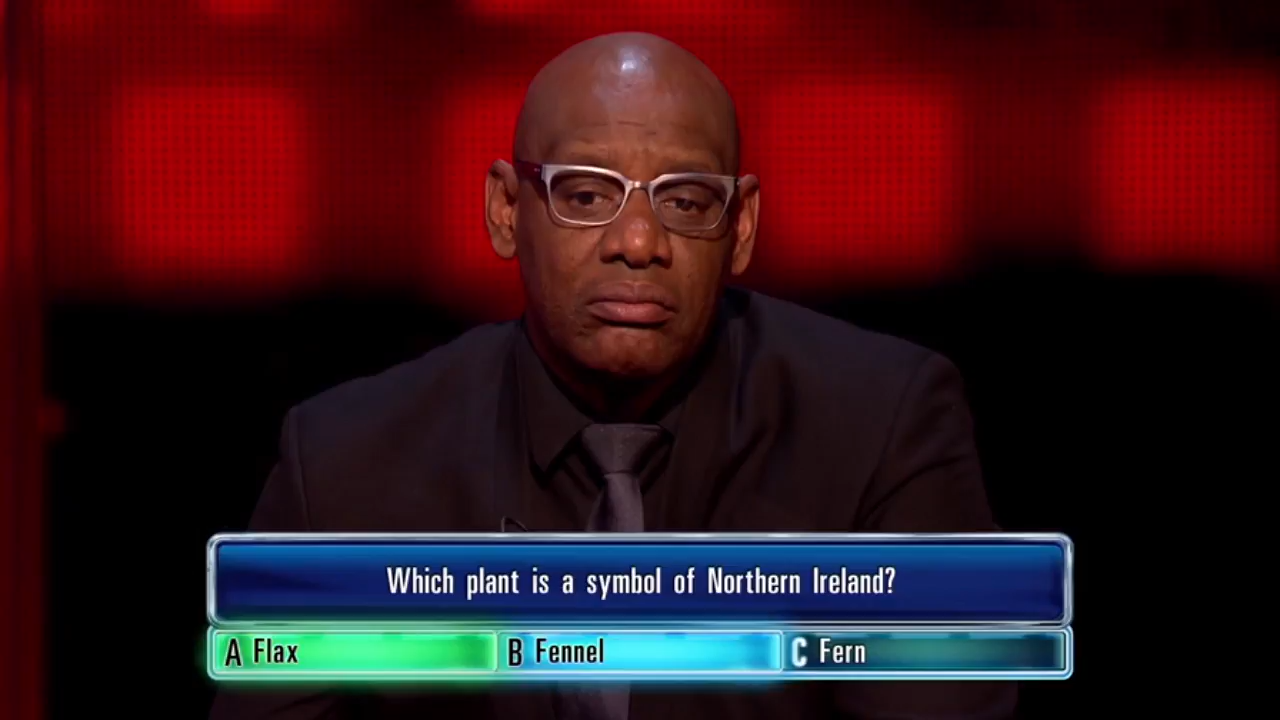 Which plant is a symbol of Northern Ireland?
A Flax
B Fennel
C Fern